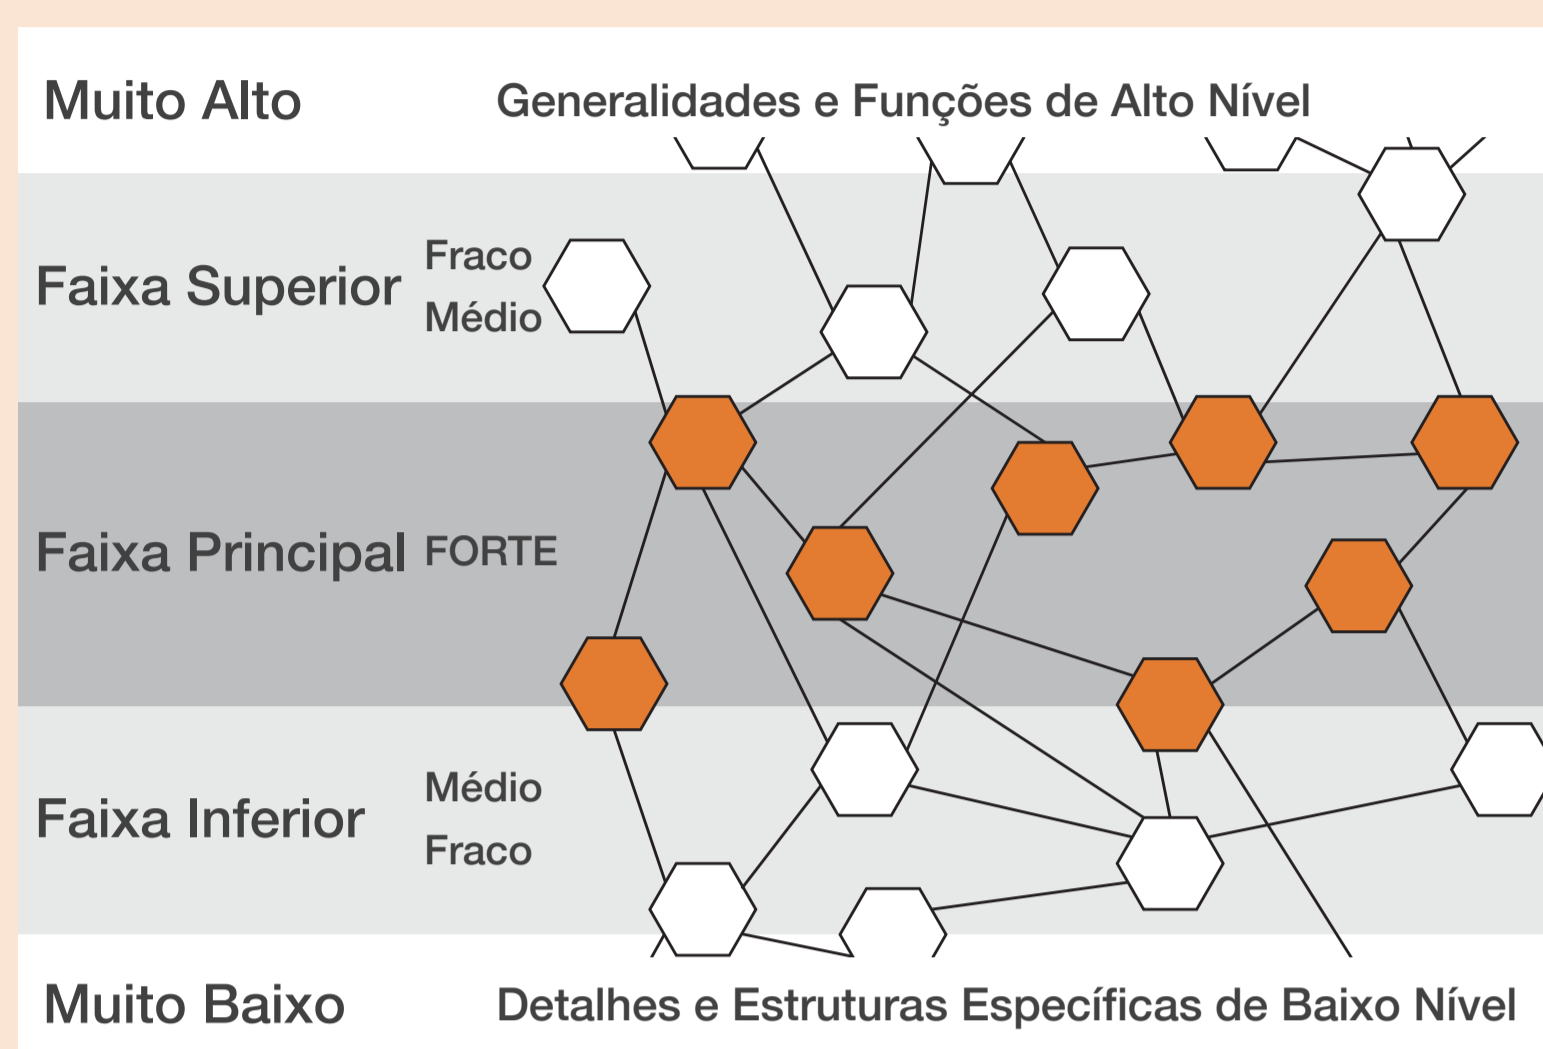 Muito Alto
Generalidades e Funções de Alto Nível
Faixa Superior
Fraco
Médio
Faixa Principal
FORTE
Faixa Inferior
Médio
Fraco
Muito Baixo
Detalhes e Estruturas Específicas de Baixo Nível